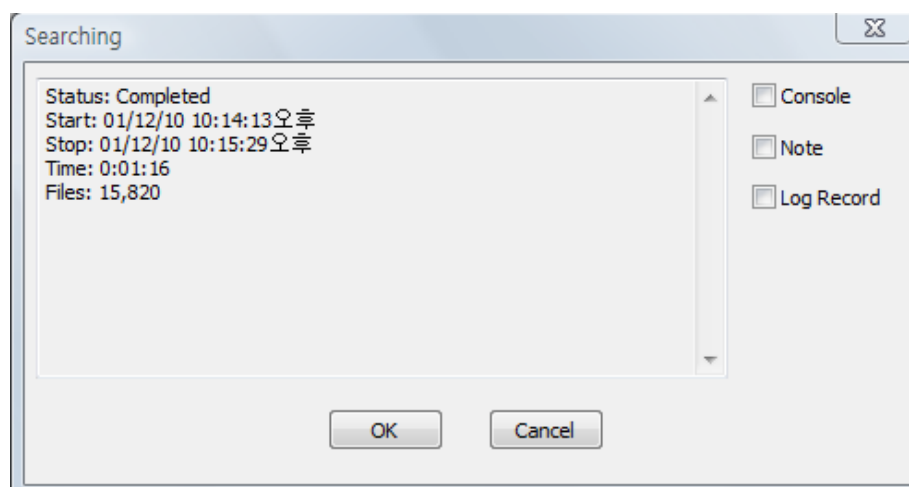 Searching
Status: Completed
Start: 01/12/10 10:14:13오후
Stop: 01/12/10 10:15:29오후
Time: 0:01:16
Files: 15,820
Console
Note
Log Record
OK
Cancel